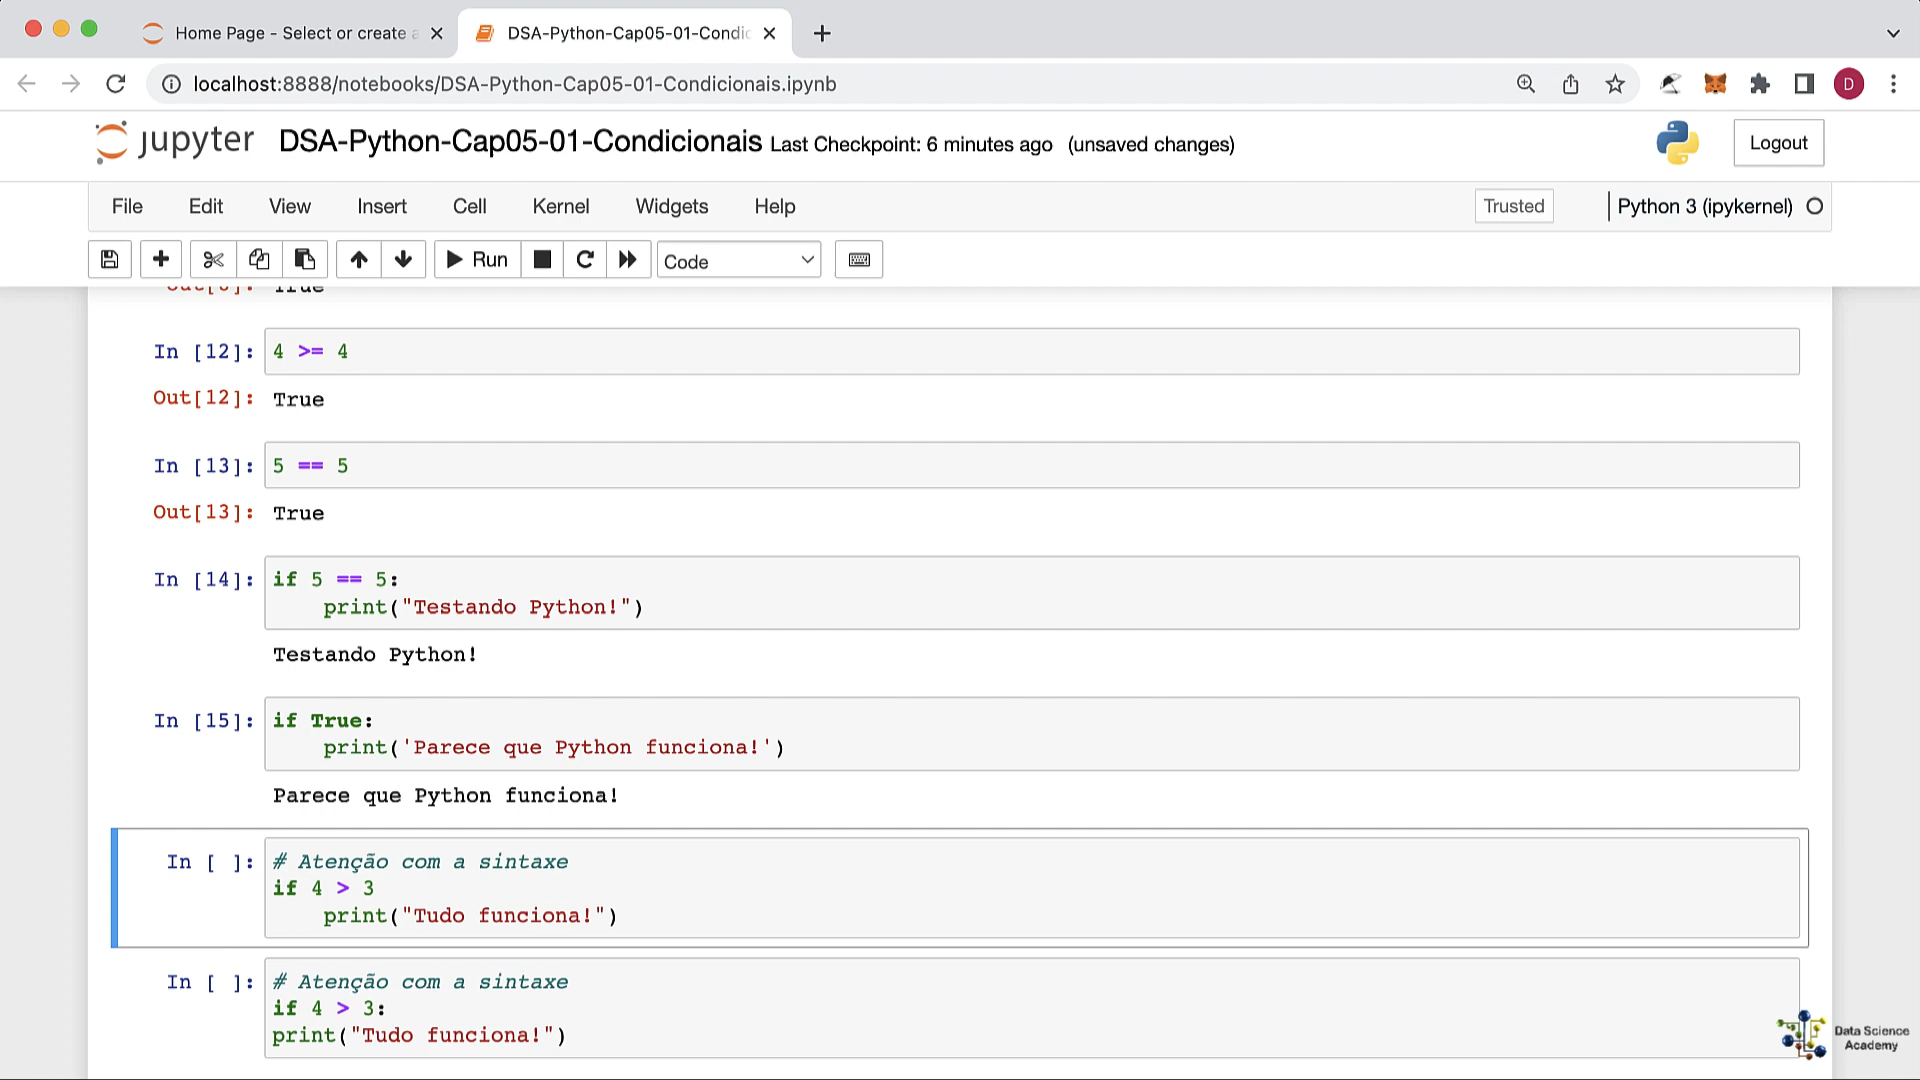 Home Page - Select or create a
DSA-Python-Cap05-01-Condic
localhost:8888/notebooks/DSA-Python-Cap05-01-Condicionais.ipynb
D
jupyter DSA-Python-Cap05-01-Condicionais Last Checkpoint: 6 minutes ago (unsaved changes)
Logout
File Edit View Insert Cell Kernel Widgets Help
Trusted
Python 3 (ipykernel)
Run
Code
True
In [12]: 4 >= 4
Out[12]: True
In [13]: 5 == 5
Out[13]: True
In [14]: if 5 == 5:
print("Testando Python!")
Testando Python!
In [15]: if True:
print('Parece que Python funciona!')
Parece que Python funciona!
In [ ]: # Atenção com a sintaxe
if 4 > 3
print("Tudo funciona!")
In [ ]: # Atenção com a sintaxe
if 4 > 3:
print("Tudo funciona!")
Data Science
Academy